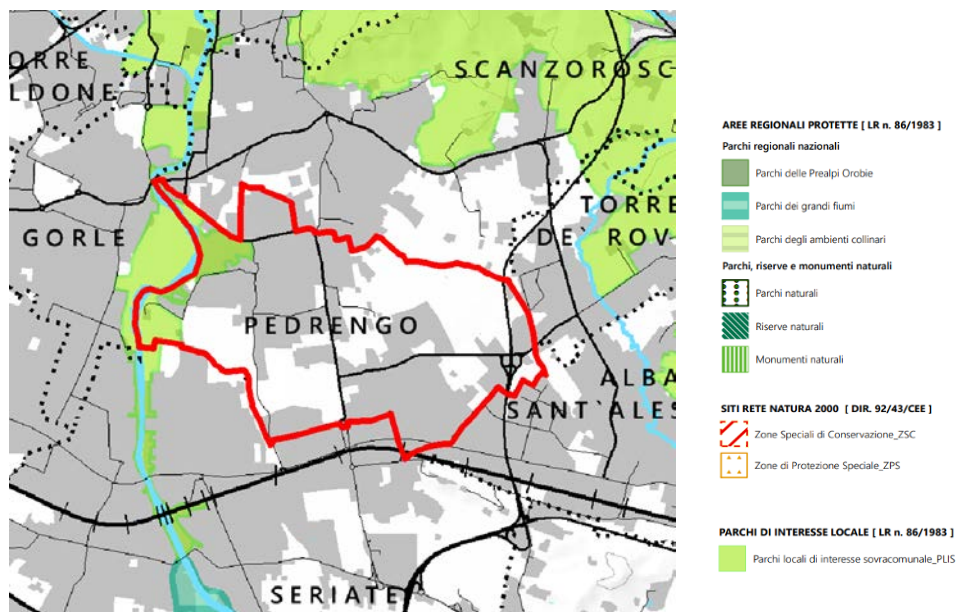 ORRE
LDONE
SCANZOROSC
GORLE
TORRE
DE' ROV
PEDRENGO
ALBA
SANT'ALES
SERIATE
AREE REGIONALI PROTETTE [ LR n. 86/1983 ]
Parchi regionali nazionali
Parchi delle Prealpi Orobie
Parchi dei grandi fiumi
Parchi degli ambienti collinari
Parchi, riserve e monumenti naturali
Parchi naturali
Riserve naturali
Monumenti naturali
SITI RETE NATURA 2000 [ DIR. 92/43/CEE ]
Zone Speciali di Conservazione_ZSC
Zone di Protezione Speciale_ZPS
PARCHI DI INTERESSE LOCALE [ LR n. 86/1983 ]
Parchi locali di interesse sovracomunale_PLIS